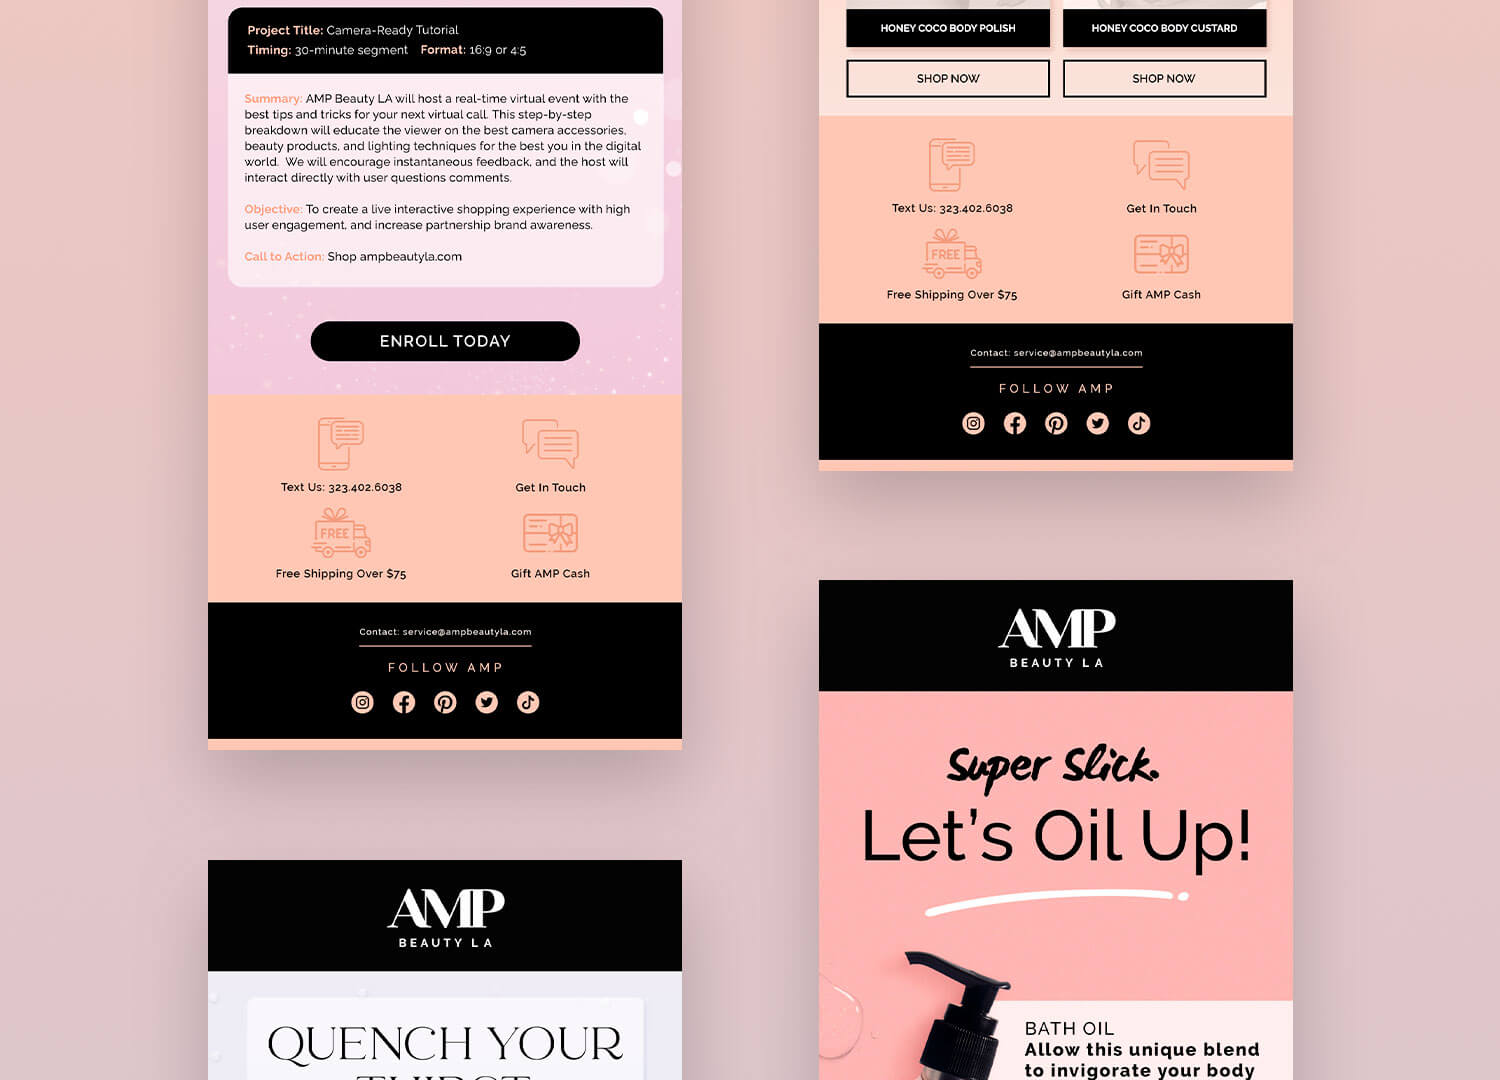 Project Title: Camera-Ready Tutorial
Timing: 30-minute segment Format: 16:9 or 4:5
Summary: AMP Beauty LA will host a real-time virtual event with the
best tips and tricks for your next virtual call. This step-by-step
breakdown will educate the viewer on the best camera accessories,
beauty products, and lighting techniques for the best you in the digital
world. We will encourage instantaneous feedback, and the host will
interact directly with user questions comments.
Objective: To create a live interactive shopping experience with high
user engagement, and increase partnership brand awareness.
Call to Action: Shop ampbeautyla.com
ENROLL TODAY
Text Us: 323.402.6038
Get In Touch
FREE
Free Shipping Over $75
Gift AMP Cash
Contact: service@ampbeautyla.com
FOLLOW AMP
AMP
BEAUTY LA
QUENCH YOUR
THIRST
HONEY COCO BODY POLISH
HONEY COCO BODY CUSTARD
SHOP NOW
SHOP NOW
Text Us: 323.402.6038
Get In Touch
FREE
Free Shipping Over $75
Gift AMP Cash
Contact: service@ampbeautyla.com
FOLLOW AMP
AMP
BEAUTY LA
Super Slick.
Let's Oil Up!
BATH OIL
Allow this unique blend
to invigorate your body